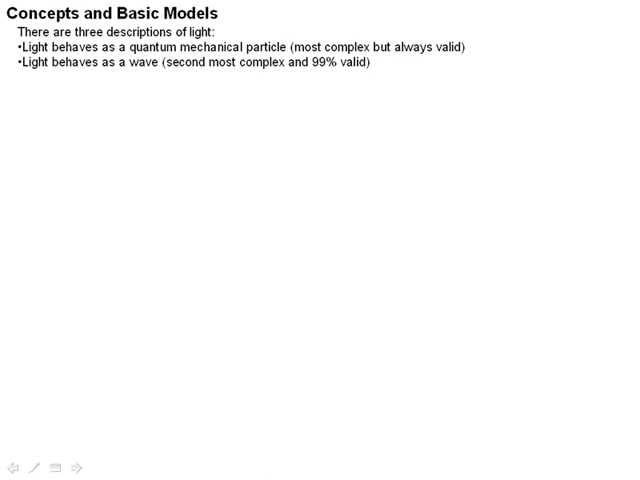 Concepts and Basic Models
There are three descriptions of light:
•Light behaves as a quantum mechanical particle (most complex but always valid)
•Light behaves as a wave (second most complex and 99% valid)